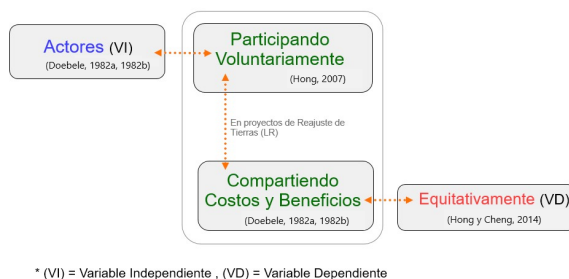 Actores (VI)
(Doebele, 1982a, 1982b)
Participando
Voluntariamente
(Hong, 2007)
En proyectos de Reajuste de
Tierras (LR)
Compartiendo
Costos y Beneficios
(Doebele, 1982a, 1982b)
Equitativamente (VD)
(Hong y Cheng, 2014)
* (VI) = Variable Independiente , (VD) = Variable Dependiente